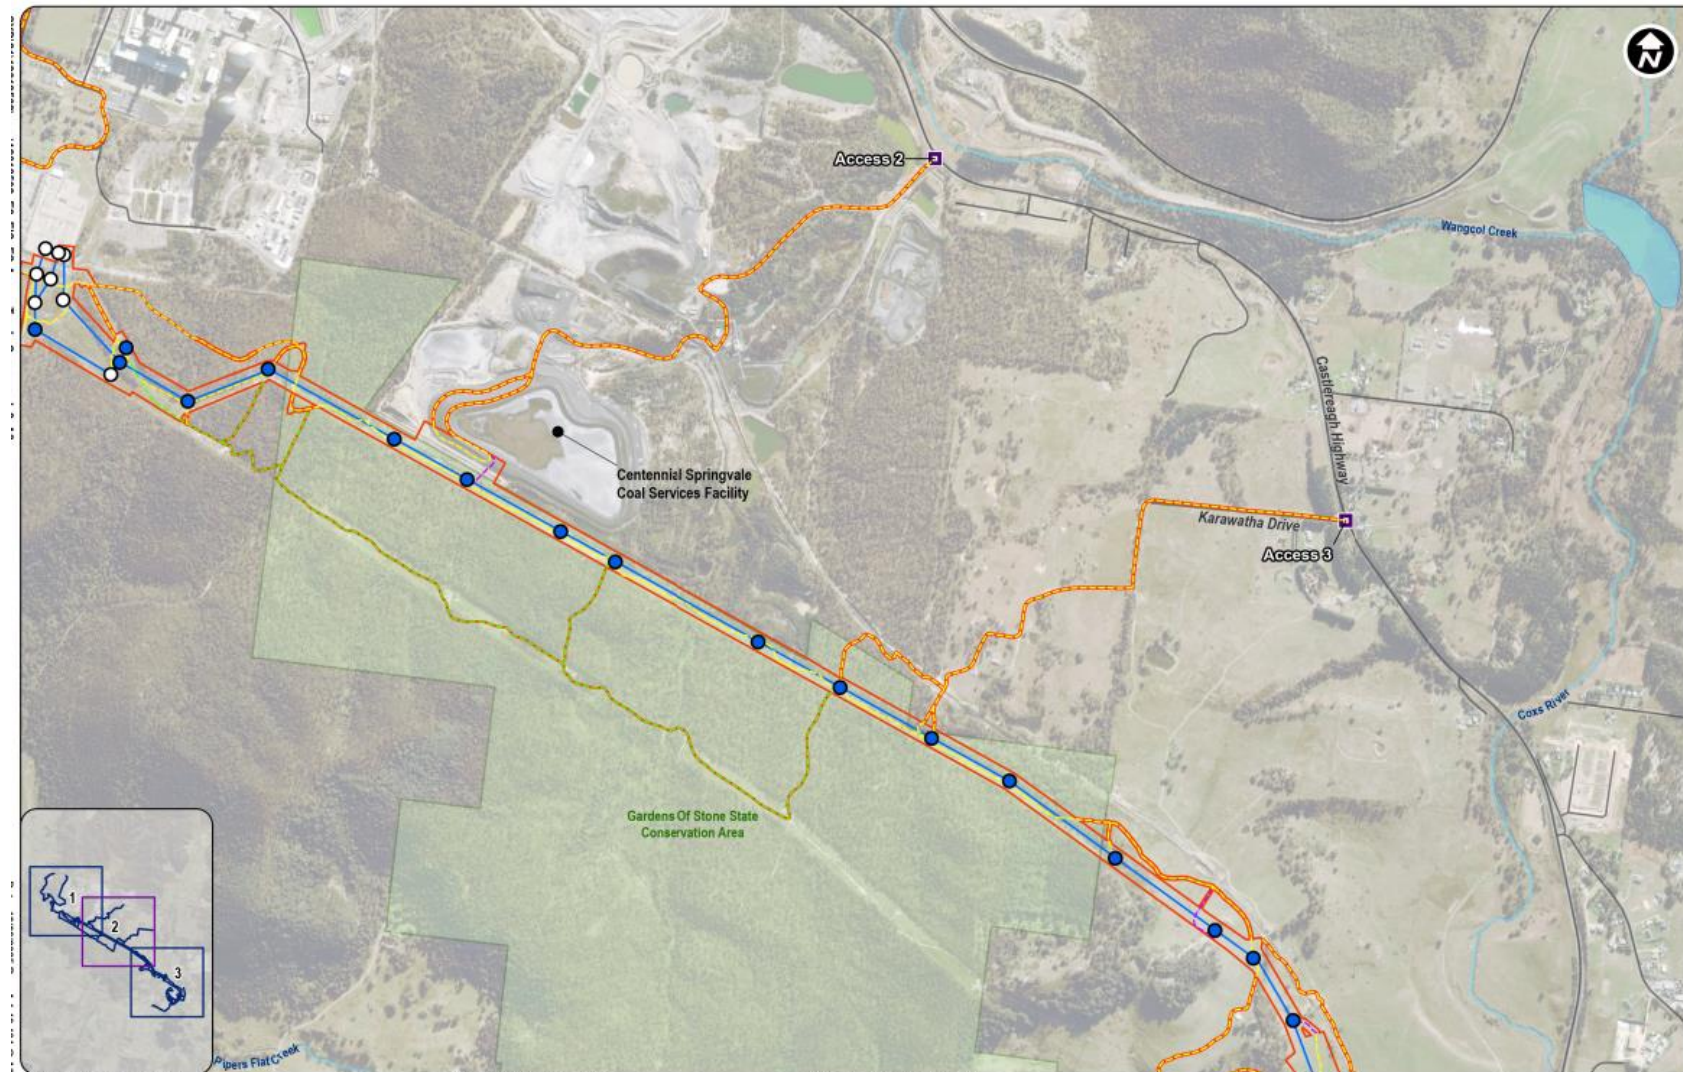 N
Access 2
Wangcol Creek
Castlereagh Highway
Centennial Springvale
Coal Services Facility
Karawatha Drive
Access 3
Coxs River
Gardens Of Stone State
Conservation Area
1
2
3
Pipers Flat Creek